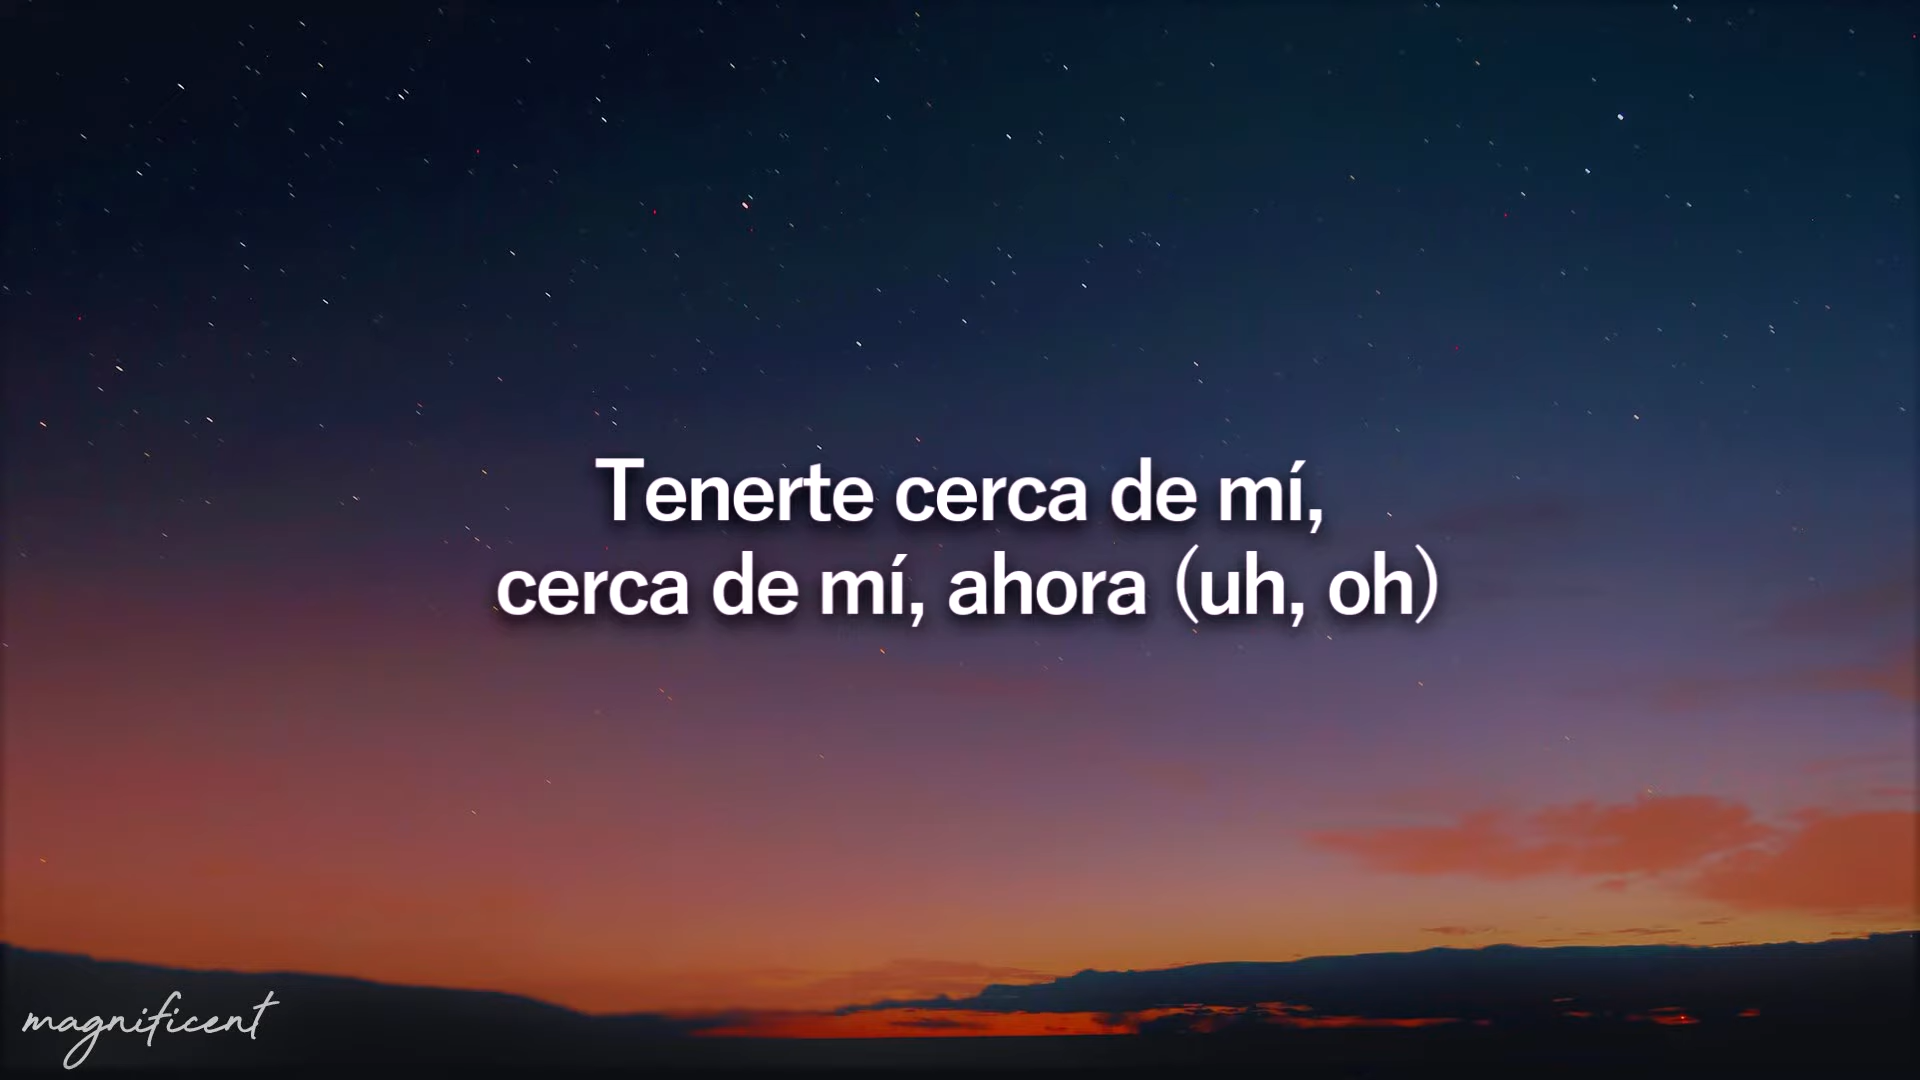 Tenerte cerca de mí,
cerca de mí, ahora (uh, oh)
magnificent